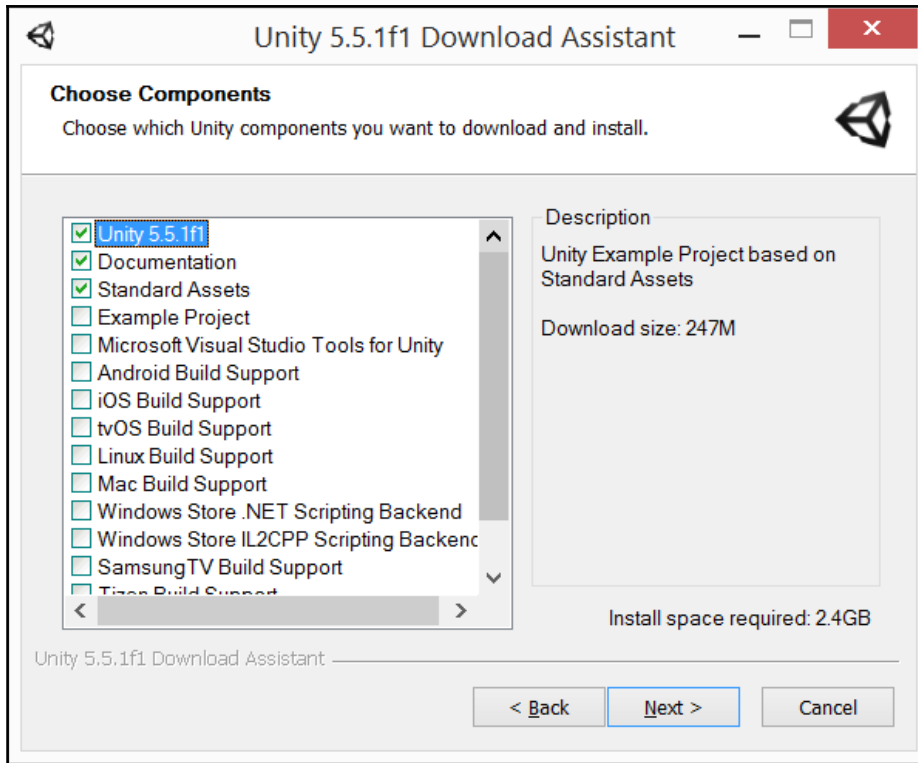 Unity 5.5.1f1 Download Assistant
Choose Components
Choose which Unity components you want to download and install.
Unity 5.5.1f1
Documentation
Standard Assets
Example Project
Microsoft Visual Studio Tools for Unity
Android Build Support
iOS Build Support
tvOS Build Support
Linux Build Support
Mac Build Support
Windows Store .NET Scripting Backend
Windows Store IL2CPP Scripting Backend
SamsungTV Build Support
Tizen Build Support
Description
Unity Example Project based on
Standard Assets
Download size: 247M
Install space required: 2.4GB
Unity 5.5.1f1 Download Assistant
< Back
Next >
Cancel